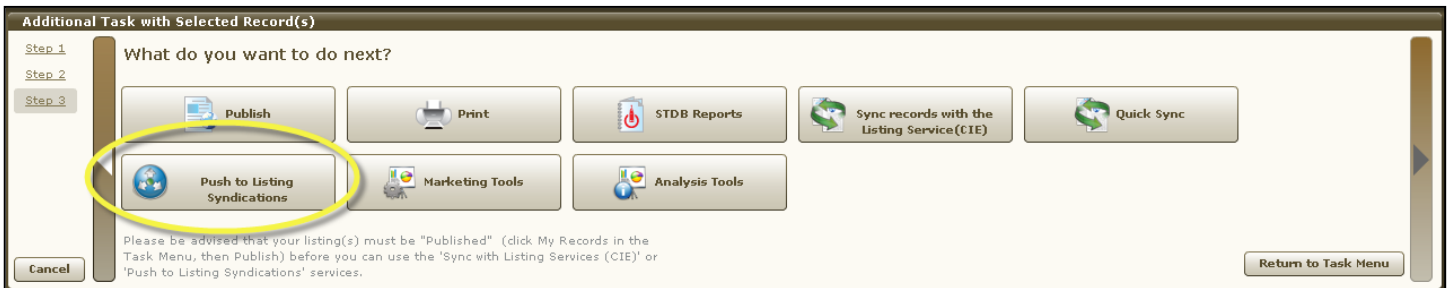 Additional Task with Selected Record(s)
Step 1
Step 2
Step 3
What do you want to do next?
Publish
Print
STDB Reports
Sync records with the
Listing Service(CIE)
Quick Sync
Push to Listing
Syndications
Marketing Tools
Analysis Tools
Please be advised that your listing(s) must be "Published" (click My Records in the
Task Menu, then Publish) before you can use the 'Sync with Listing Services (CIE)' or
'Push to Listing Syndications' services.
Cancel
Return to Task Menu